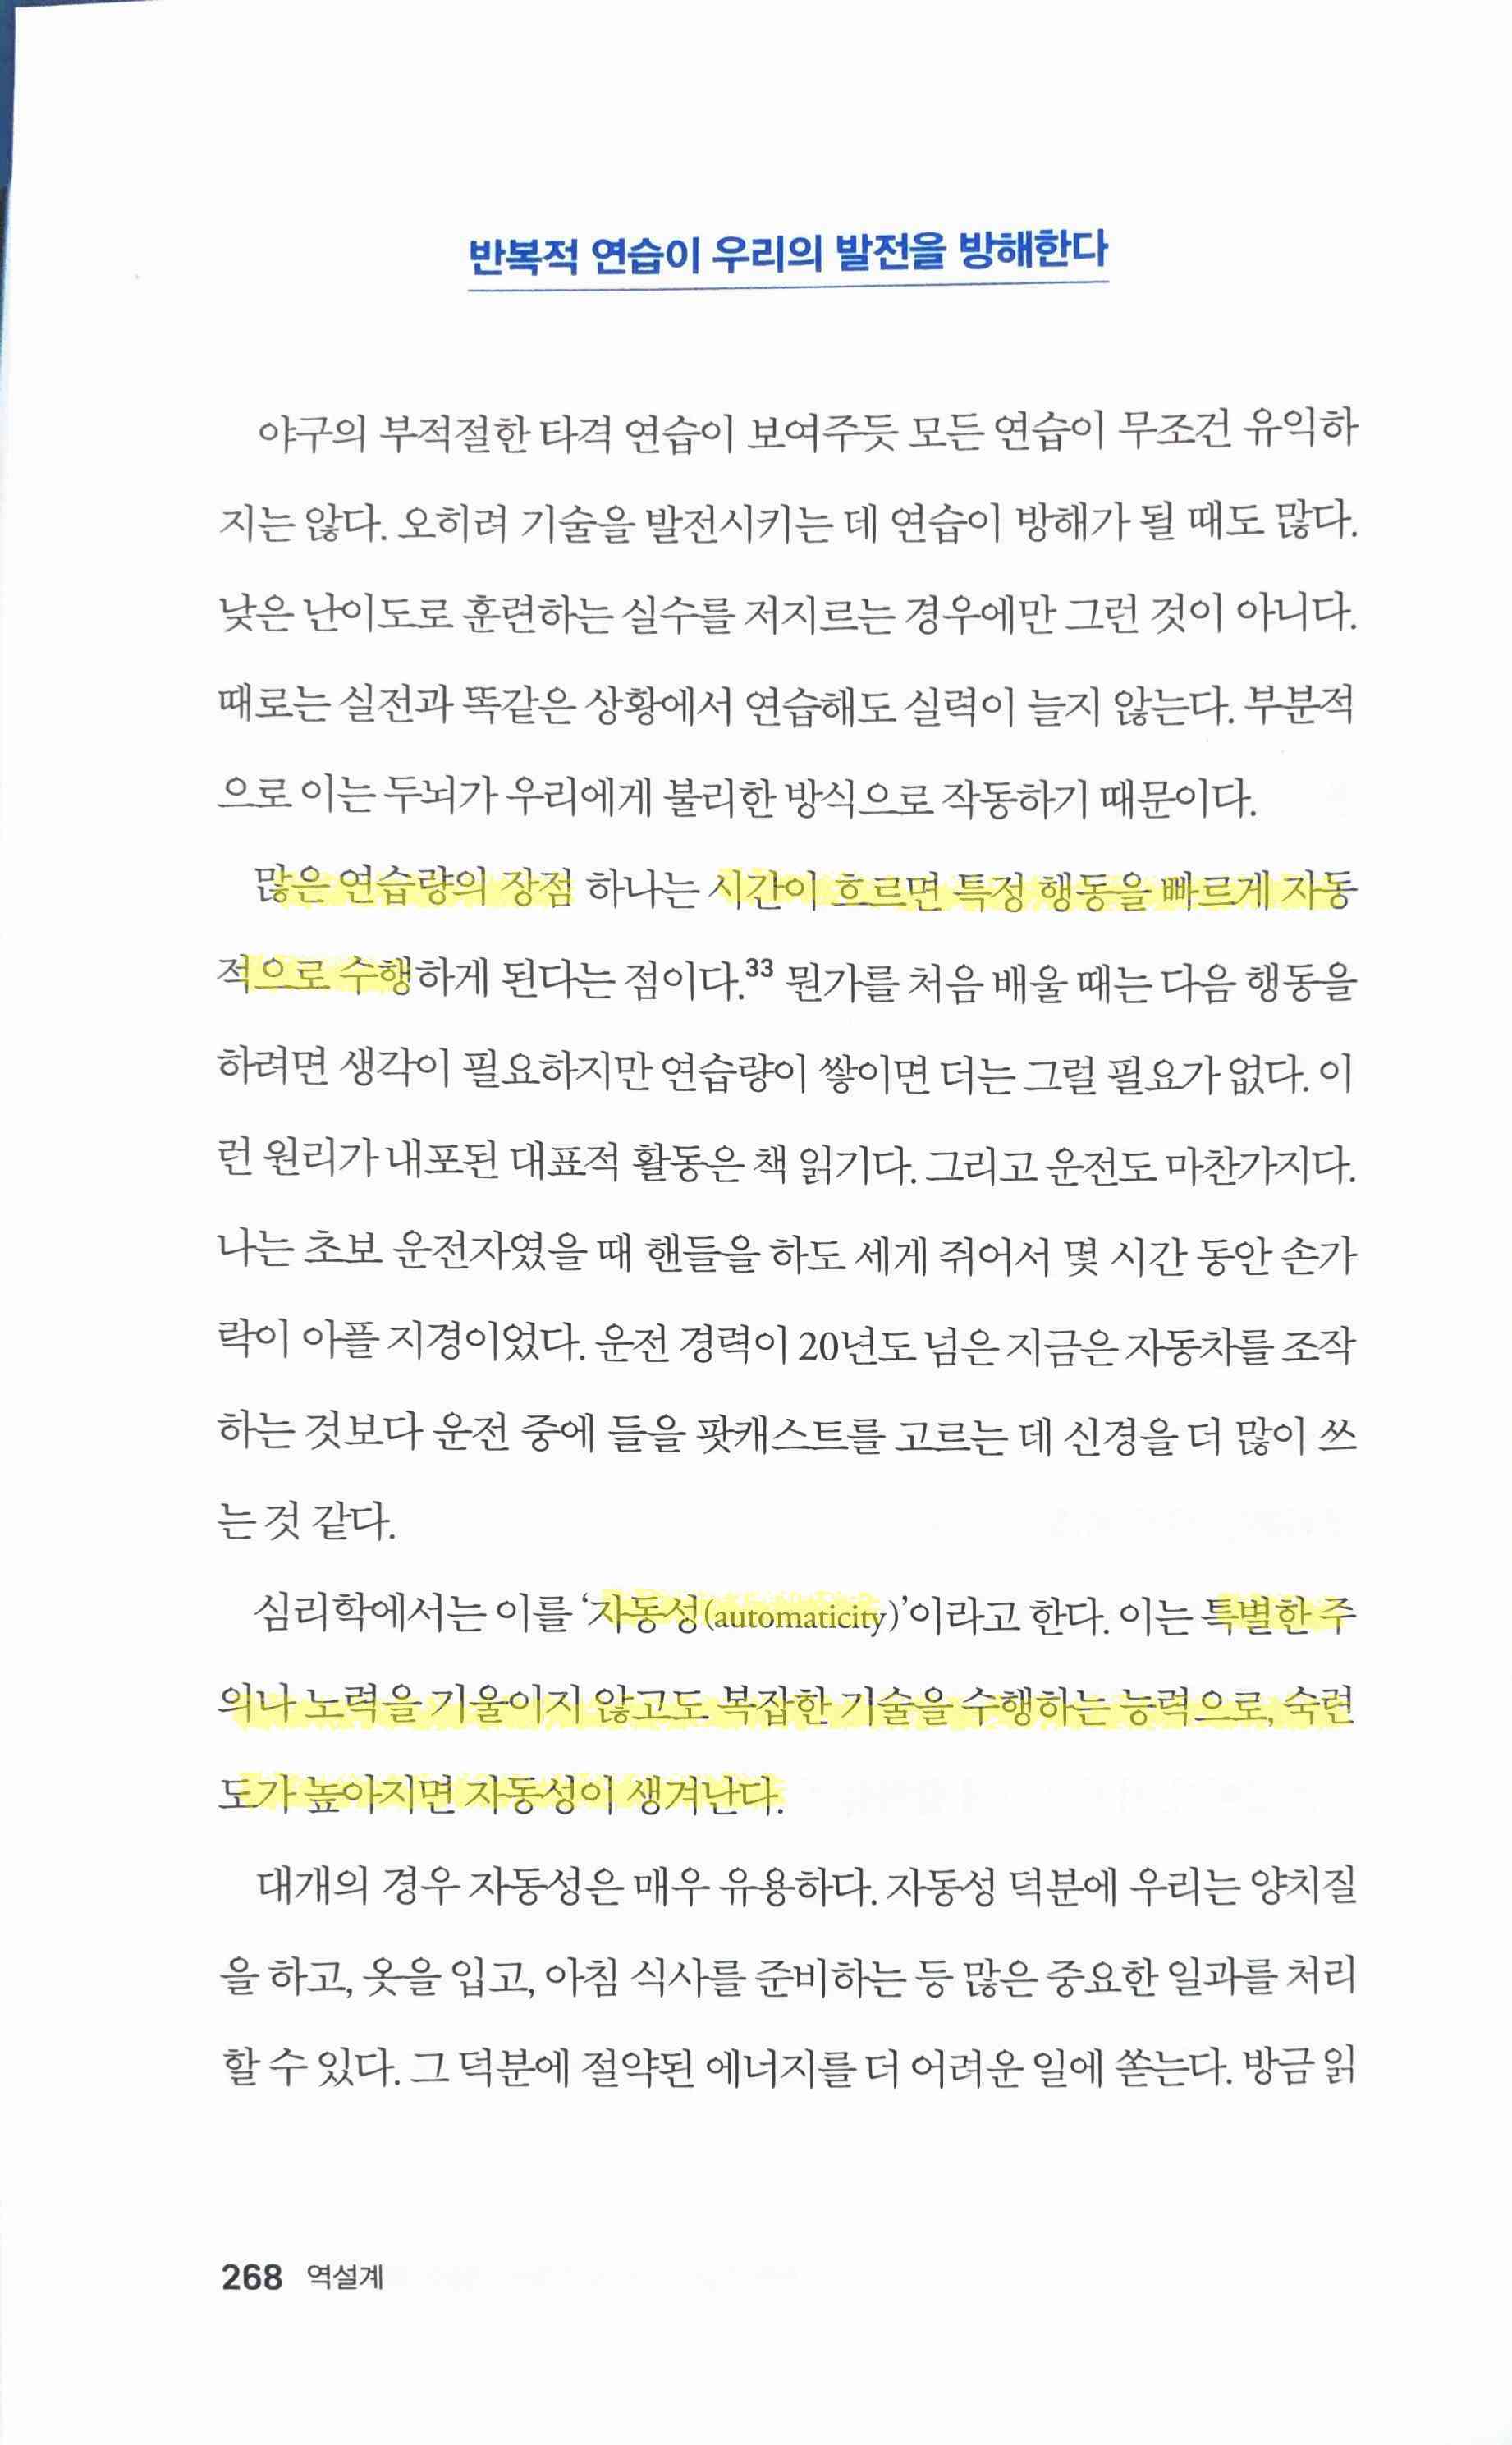 반복적 연습이 우리의 발전을 방해한다
야구의 부적절한 타격 연습이 보여주듯 모든 연습이 무조건 유익하
지는 않다. 오히려 기술을 발전시키는 데 연습이 방해가 될 때도 많다.
낮은 난이도로 훈련하는 실수를 저지르는 경우에만 그런 것이 아니다.
때로는 실전과 똑같은 상황에서 연습해도 실력이 늘지 않는다. 부분적
으로 이는 두뇌가 우리에게 불리한 방식으로 작동하기 때문이다.
많은 연습량의 장점 하나는 시간이 흐르면 특정 행동을 빠르게 자동
적으로 수행하게 된다는 점이다.33 뭔가를 처음 배울 때는 다음 행동을
하려면 생각이 필요하지만 연습량이 쌓이면 더는 그럴 필요가 없다. 이
런 원리가 내포된 대표적 활동은 책 읽기다. 그리고 운전도 마찬가지다.
나는 초보 운전자였을 때 핸들을 하도 세게 쥐어서 몇 시간 동안 손가
락이 아플 지경이었다. 운전 경력이 20년도 넘은 지금은 자동차를 조작
하는 것보다 운전 중에 들을 팟캐스트를 고르는 데 신경을 더 많이 쓰
는 것 같다.
심리학에서는 이를 ‘자동성(automaticity)’이라고 한다. 이는 특별한 주
의나 노력을 기울이지 않고도 복잡한 기술을 수행하는 능력으로, 숙련
도가 높아지면 자동성이 생겨난다.
대개의 경우 자동성은 매우 유용하다. 자동성 덕분에 우리는 양치질
을 하고, 옷을 입고, 아침 식사를 준비하는 등 많은 중요한 일과를 처리
할 수 있다. 그 덕분에 절약된 에너지를 더 어려운 일에 쏟는다. 방금 읽
268 역설계